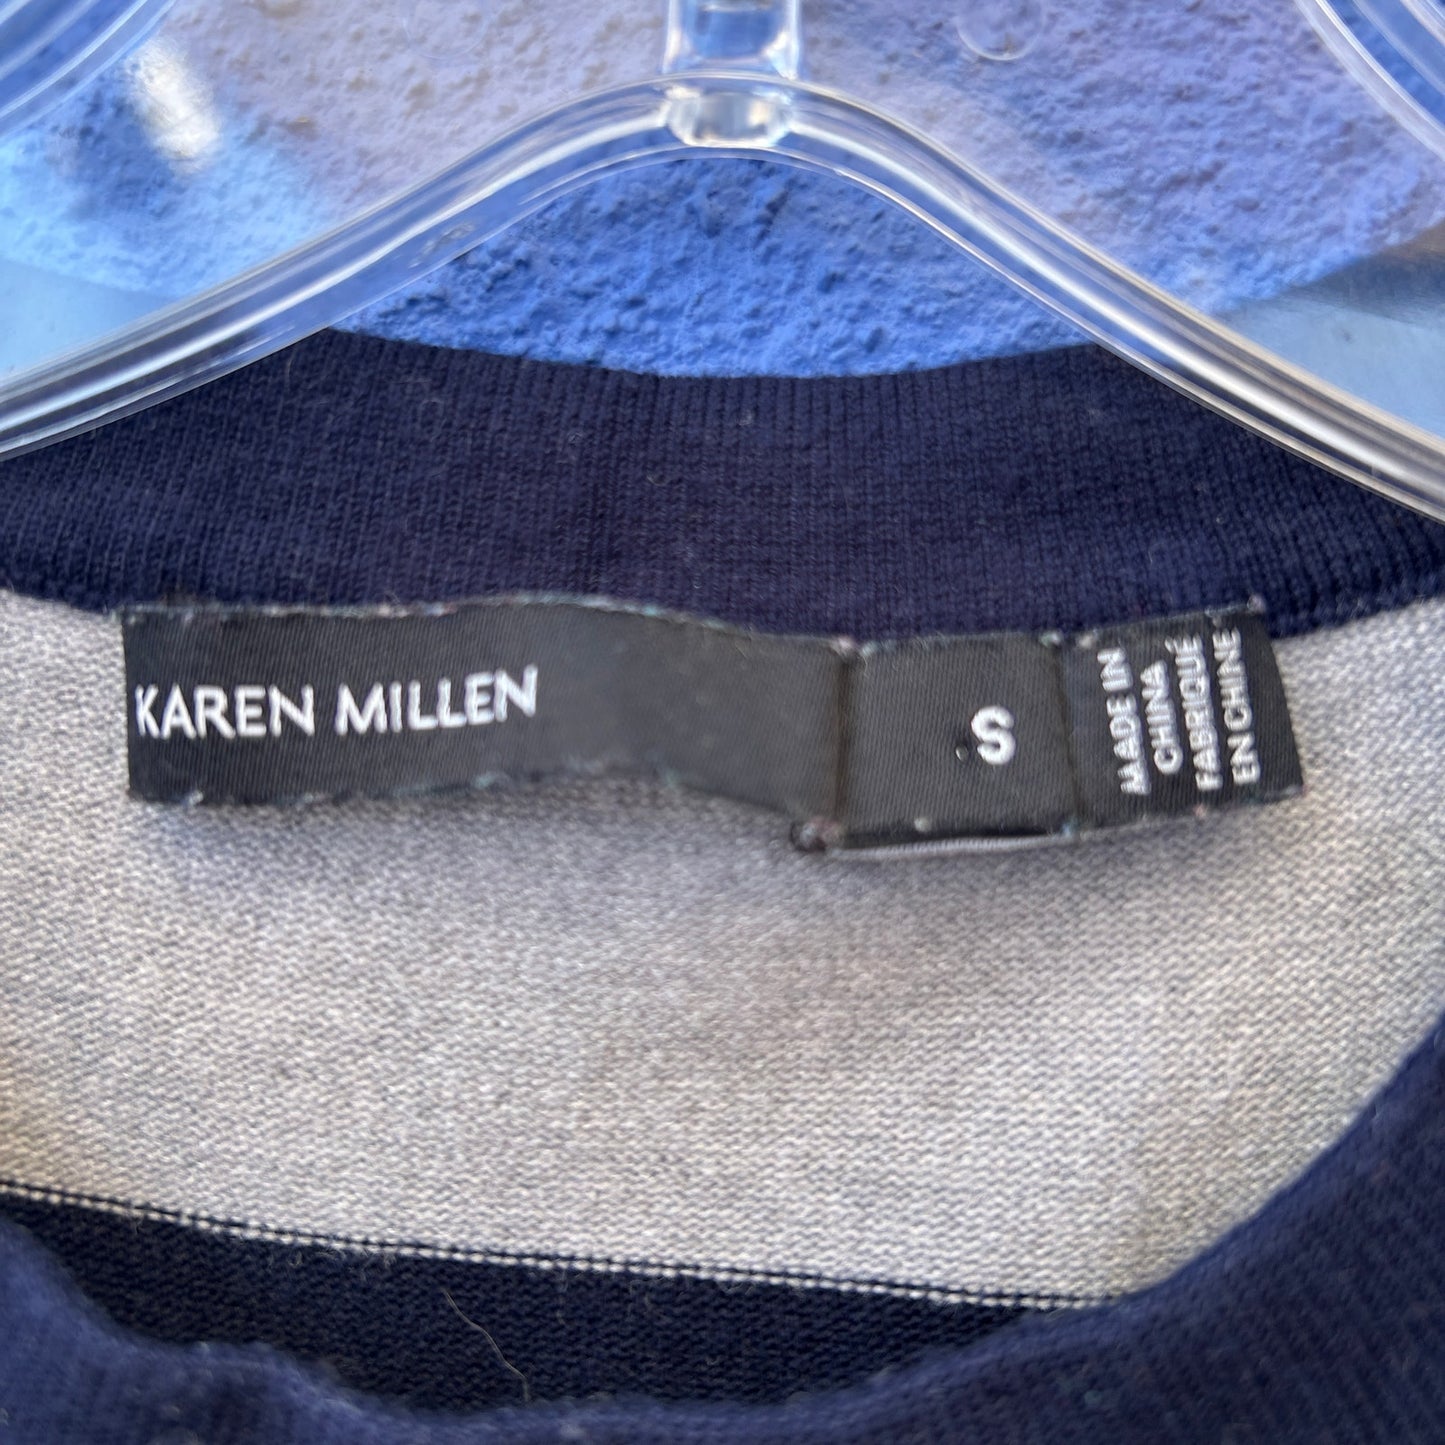 KAREN MILLEN
S
MADE IN
CHINA
FABRIQUÉ
EN CHINE